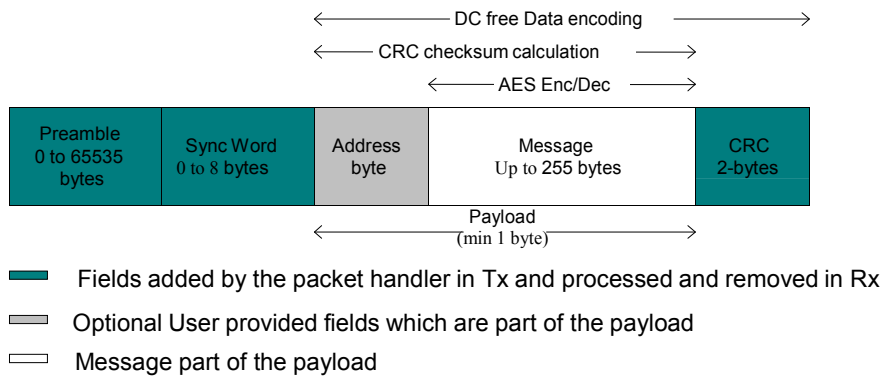 DC free Data encoding
CRC checksum calculation
AES Enc/Dec
Preamble
0 to 65535
bytes
Sync Word
0 to 8 bytes
Address
byte
Message
Up to 255 bytes
CRC
2-bytes
Payload
(min 1 byte)
Fields added by the packet handler in Tx and processed and removed in Rx
Optional User provided fields which are part of the payload
Message part of the payload